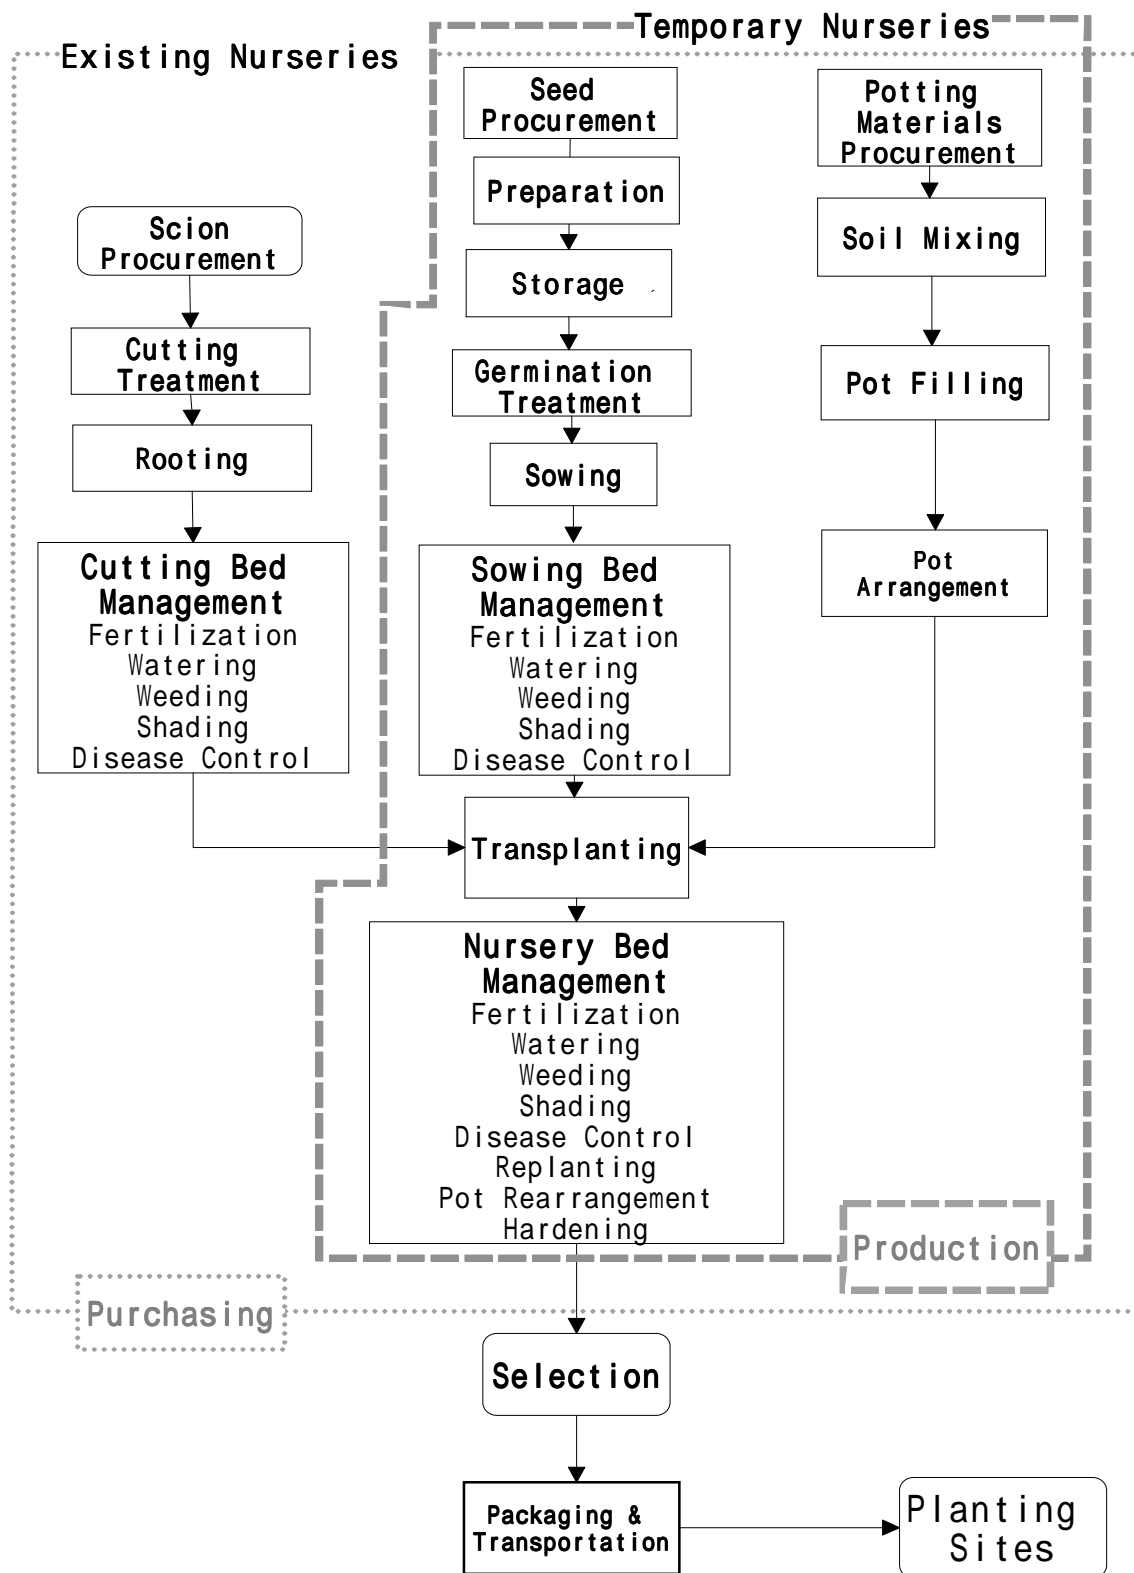 Temporary Nurseries
Existing Nurseries
Seed
Procurement
Preparation
Storage
Germination
Treatment
Sowing
Sowing Bed
Management
Fertilization
Watering
Weeding
Shading
Disease Control
Potting
Materials
Procurement
Soil Mixing
Pot Filling
Pot
Arrangement
Scion
Procurement
Cutting
Treatment
Rooting
Cutting Bed
Management
Fertilization
Watering
Weeding
Shading
Disease Control
Transplanting
Nursery Bed
Management
Fertilization
Watering
Weeding
Shading
Disease Control
Replanting
Pot Rearrangement
Hardening
Production
Purchasing
Selection
Packaging &
Transportation
Planting
Sites